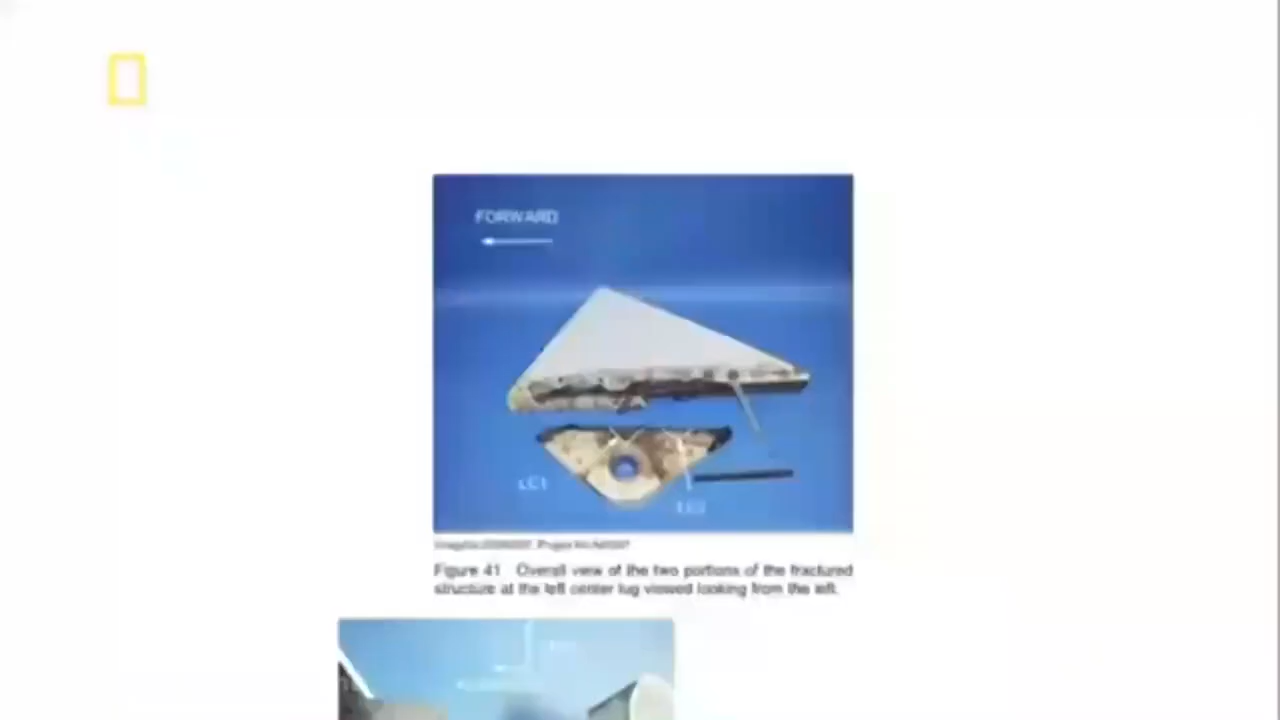 FORWARD
LC1
Figure 41 Overall view of the two portions of the fractured
structure at the left center lug viewed looking from the left.